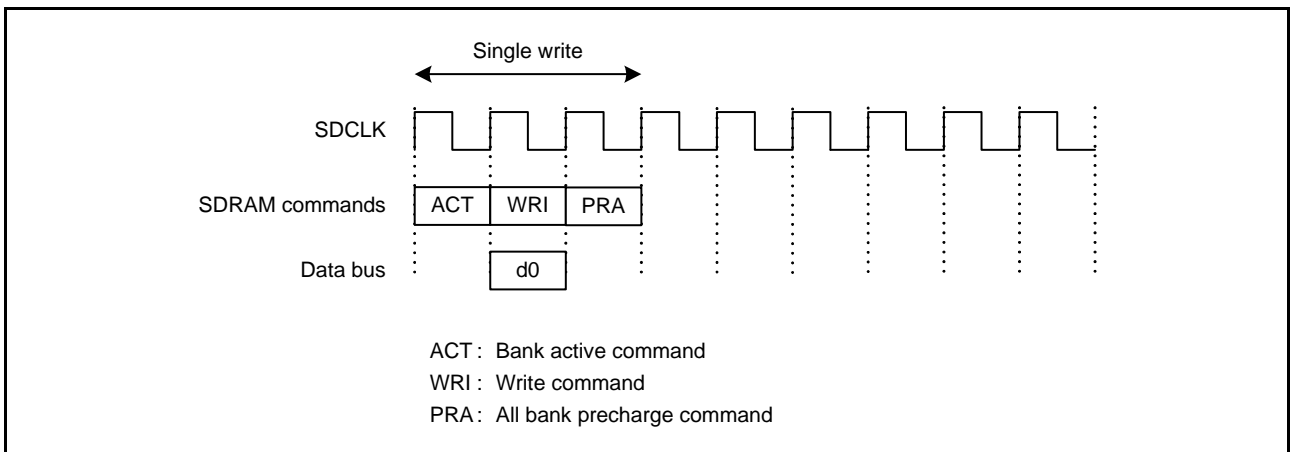 Single write
SDCLK
SDRAM commands ACT WRI PRA
Data bus d0
ACT : Bank active command
WRI : Write command
PRA : All bank precharge command